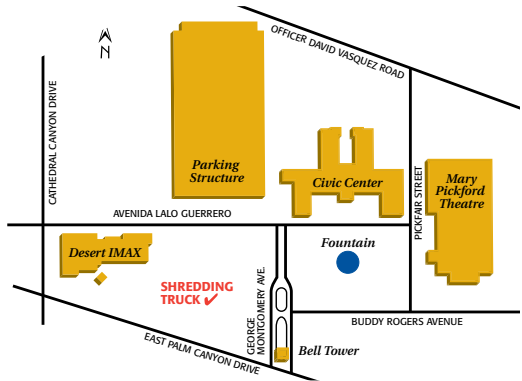 OFFICER DAVID VASQUEZ ROAD
N
CATHEDRAL CANYON DRIVE
Parking
Structure
Civic Center
PICKFAIR STREET
Mary
Pickford
Theatre
AVENIDA LALO GUERRERO
Desert IMAX
Fountain
SHREDDING
TRUCK ✓
GEORGE
MONTGOMERY AVE.
BUDDY ROGERS AVENUE
EAST PALM CANYON DRIVE
Bell Tower